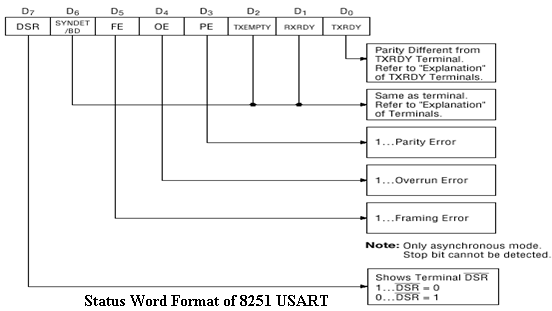 D7 D6 D5 D4 D3 D2 D1 D0
DSR SYNDET/BD FE OE PE TXEMPTY RXRDY TXRDY
Parity Different from
TXRDY Terminal.
Refer to "Explanation"
of TXRDY Terminals.
Same as terminal.
Refer to "Explanation"
of Terminals.
1...Parity Error
1...Overrun Error
1...Framing Error
Note: Only asynchronous mode.
Stop bit cannot be detected.
Shows Terminal D̅S̅R̅
1...D̅S̅R̅ = 0
0...D̅S̅R̅ = 1
Status Word Format of 8251 USART